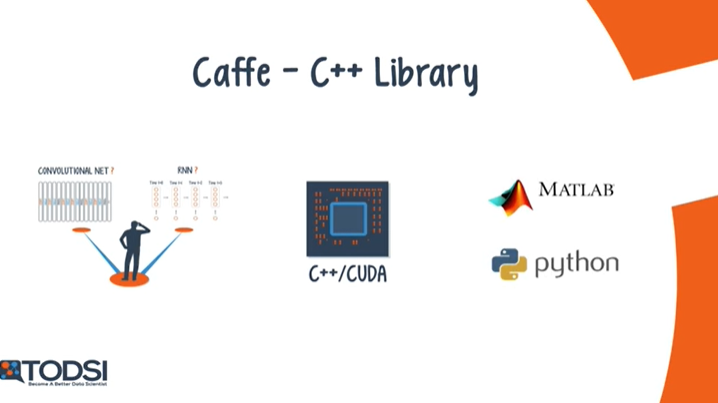 Caffe – C++ Library
CONVOLUTIONAL NET ?
RNN ?
C++/CUDA
MATLAB
python
TODSI
Become A Better Data Scientist